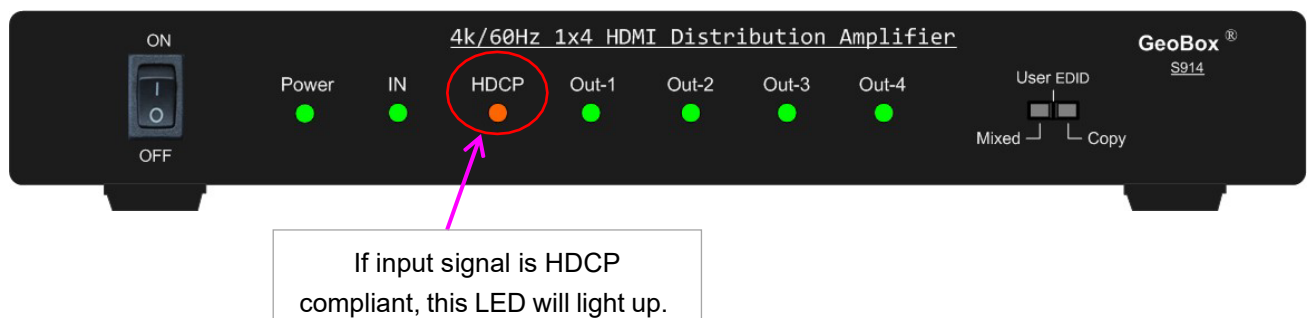 4k/60Hz 1x4 HDMI Distribution Amplifier
ON
I
O
OFF
Power IN HDCP Out-1 Out-2 Out-3 Out-4
User EDID
Mixed Copy
GeoBox ®
S914
If input signal is HDCP
compliant, this LED will light up.